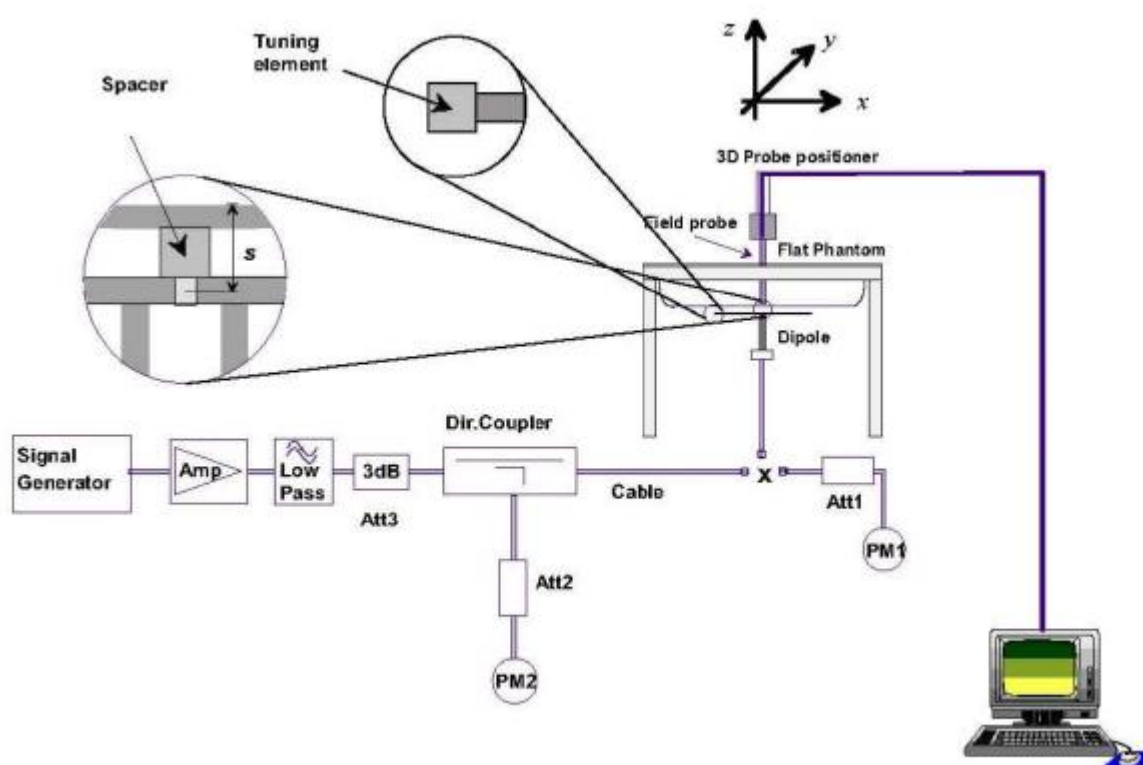 Tuning
element
Spacer
z
y
x
3D Probe positioner
Field probe
Flat Phantom
s
Dipole
Dir.Coupler
Signal
Generator
Amp
Low
Pass
3dB
Att3
Cable
X
Att1
PM1
Att2
PM2